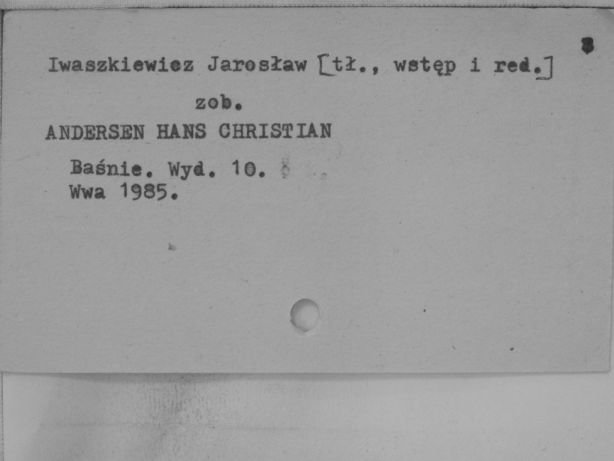 Iwaszkiewicz Jarosław [tł., wstęp i red.]
zob.
ANDERSEN HANS CHRISTIAN
Baśnie. Wyd. 10.
Wwa 1985.